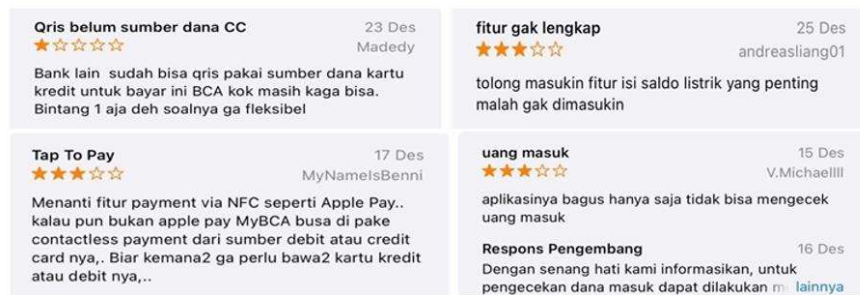 Qris belum sumber dana CC
23 Des
Madedy
Bank lain sudah bisa qris pakai sumber dana kartu
kredit untuk bayar ini BCA kok masih kaga bisa.
Bintang 1 aja deh soalnya ga fleksibel
fitur gak lengkap
25 Des
andreasliang01
tolong masukin fitur isi saldo listrik yang penting
malah gak dimasukin
Tap To Pay
17 Des
MyNameIsBenni
Menanti fitur payment via NFC seperti Apple Pay..
kalau pun bukan apple pay MyBCA busa di pake
contactless payment dari sumber debit atau credit
card nya,. Biar kemana2 ga perlu bawa2 kartu kredit
atau debit nya,..
uang masuk
15 Des
V.Michaellll
aplikasinya bagus hanya saja tidak bisa mengecek
uang masuk
Respons Pengembang
16 Des
Dengan senang hati kami informasikan, untuk
pengecekan dana masuk dapat dilakukan m lainnya